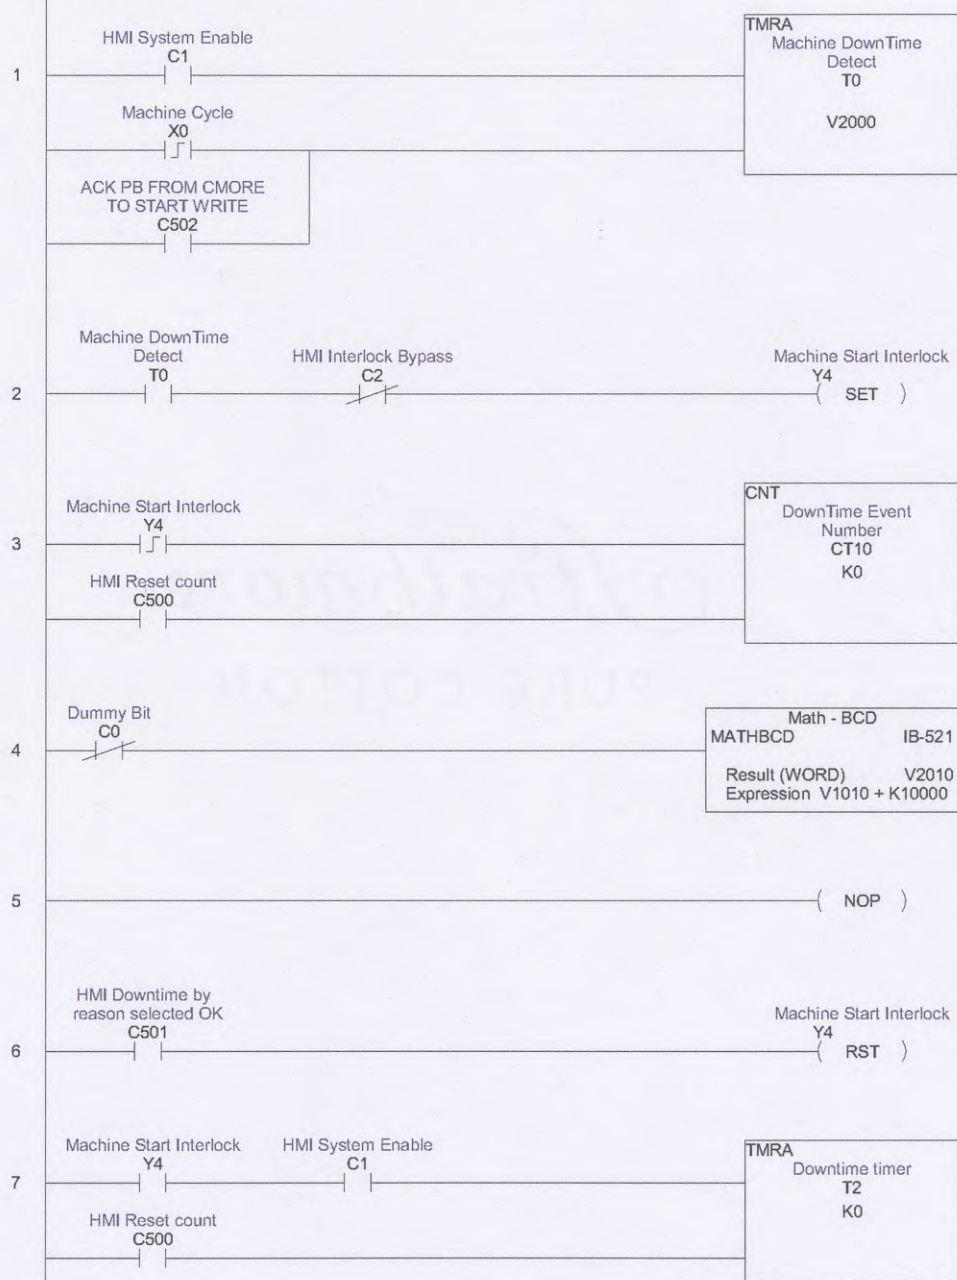 TMRA
HMI System Enable
Machine DownTime
C1
Detect
1
T0
Machine Cycle
V2000
X0
ACK PB FROM CMORE
TO START WRITE
C502
Machine DownTime
Detect
HMI Interlock Bypass
Machine Start Interlock
T0
C2
Y4
2
SET
CNT
Machine Start Interlock
DownTime Event
Y4
Number
3
CT10
HMI Reset count
K0
C500
PURE COTTON
Dummy Bit
Math - BCD
C0
MATHBCD IB-521
4
Result (WORD) V2010
Expression V1010 + K10000
5
NOP
HMI Downtime by
reason selected OK
Machine Start Interlock
C501
Y4
6
RST
Machine Start Interlock
HMI System Enable
TMRA
Y4
C1
Downtime timer
7
T2
HMI Reset count
K0
C500